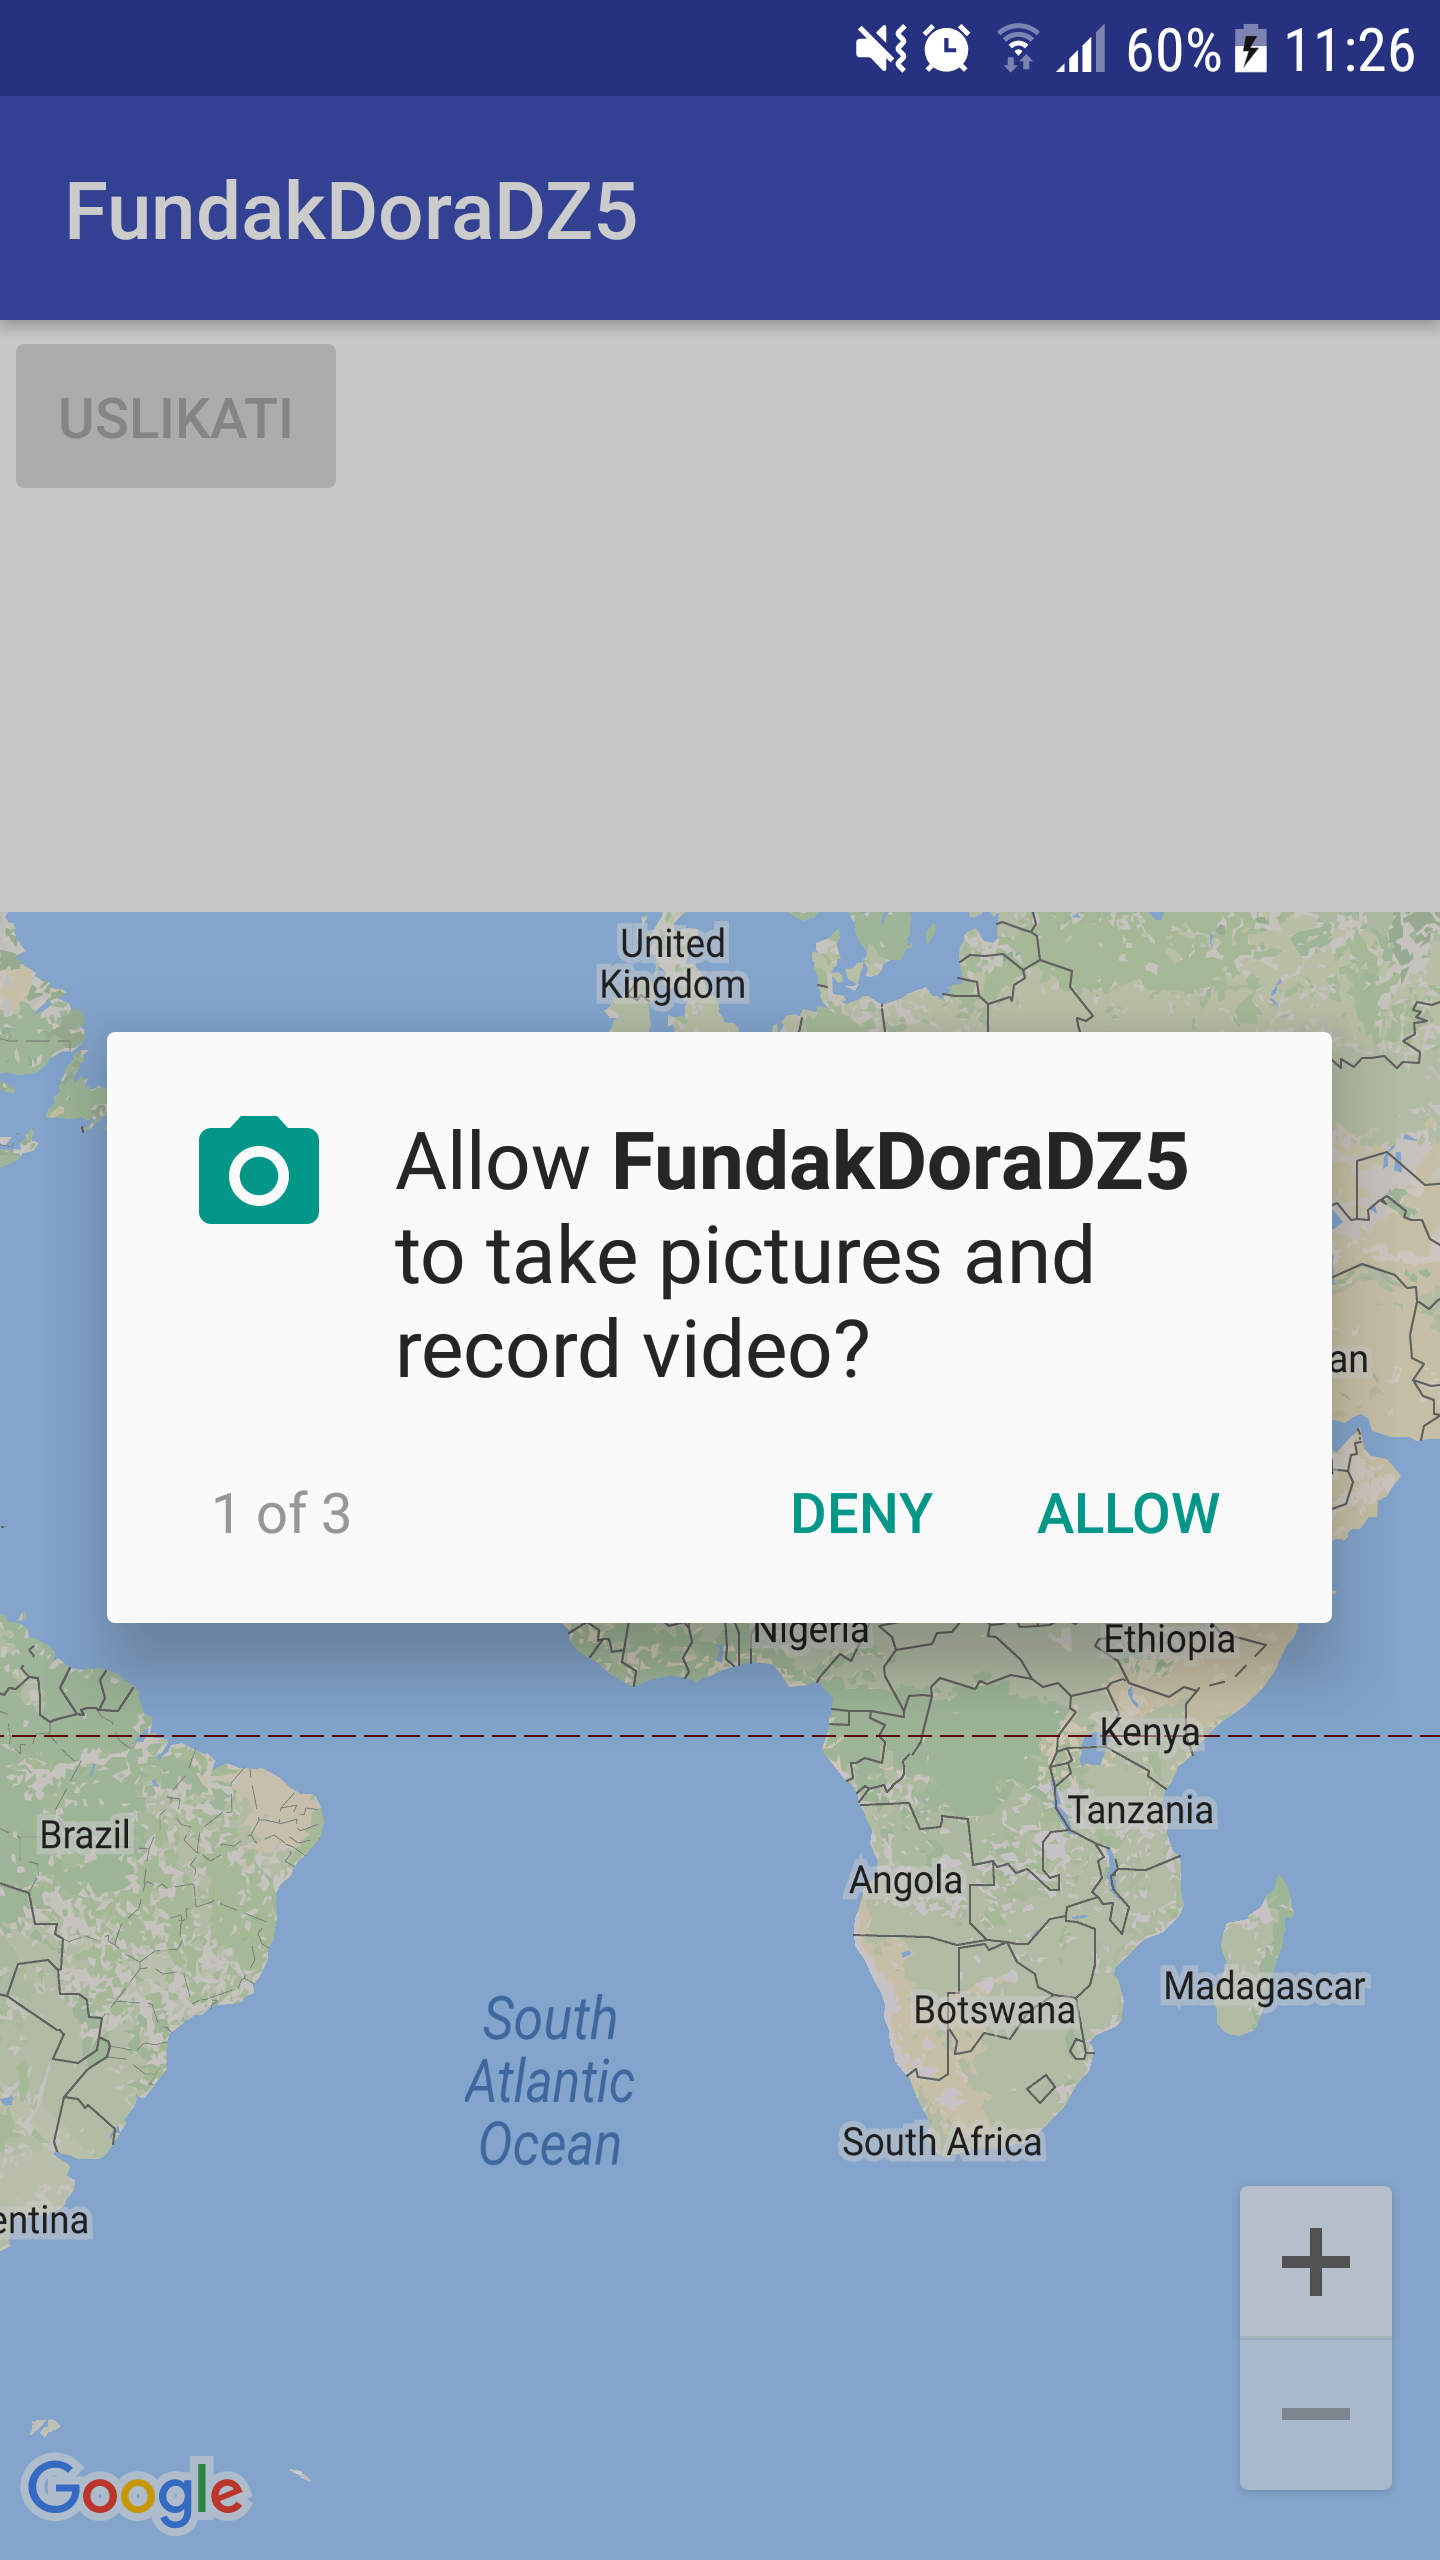 60% 11:26
FundakDoraDZ5
USLIKATI
United
Kingdom
Allow FundakDoraDZ5
to take pictures and
record video?
an
1 of 3 DENY ALLOW
Nigeria
Ethiopia
Kenya
Tanzania
Brazil
Angola
Madagascar
Botswana
South
Atlantic
Ocean
South Africa
entina
Google